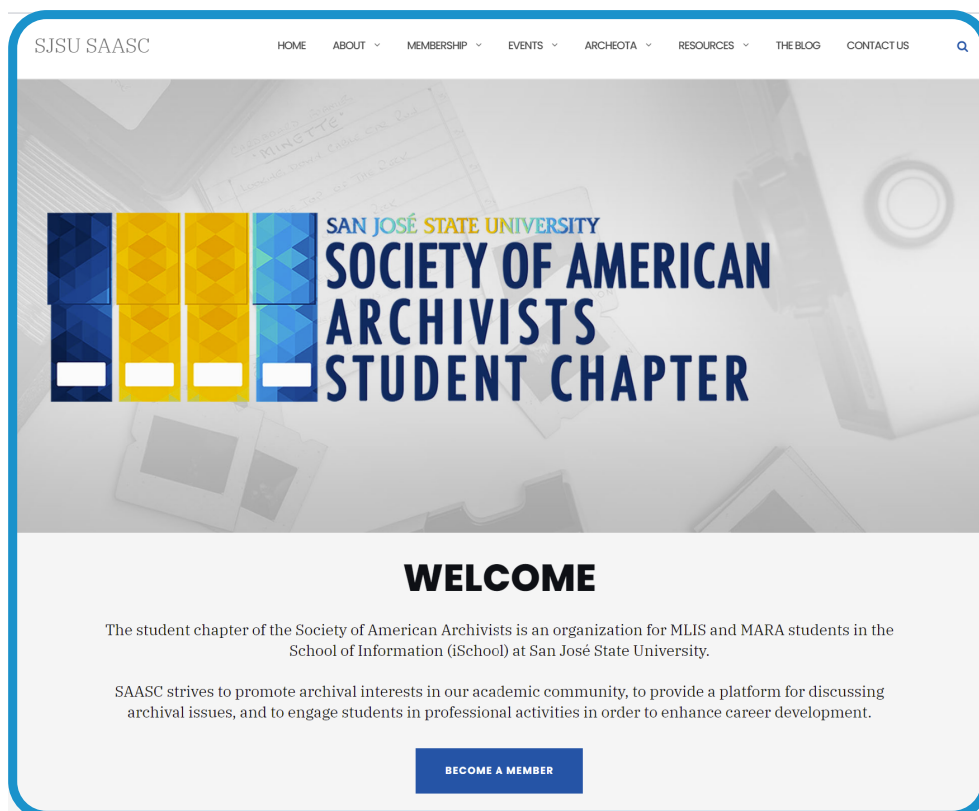 SJSU SAASC
HOME ABOUT MEMBERSHIP EVENTS ARCHEOTA RESOURCES THE BLOG CONTACT US
"MINETTE"
SAN JOSÉ STATE UNIVERSITY
SOCIETY OF AMERICAN
ARCHIVISTS
STUDENT CHAPTER
WELCOME
The student chapter of the Society of American Archivists is an organization for MLIS and MARA students in the
School of Information (iSchool) at San José State University.
SAASC strives to promote archival interests in our academic community, to provide a platform for discussing
archival issues, and to engage students in professional activities in order to enhance career development.
BECOME A MEMBER